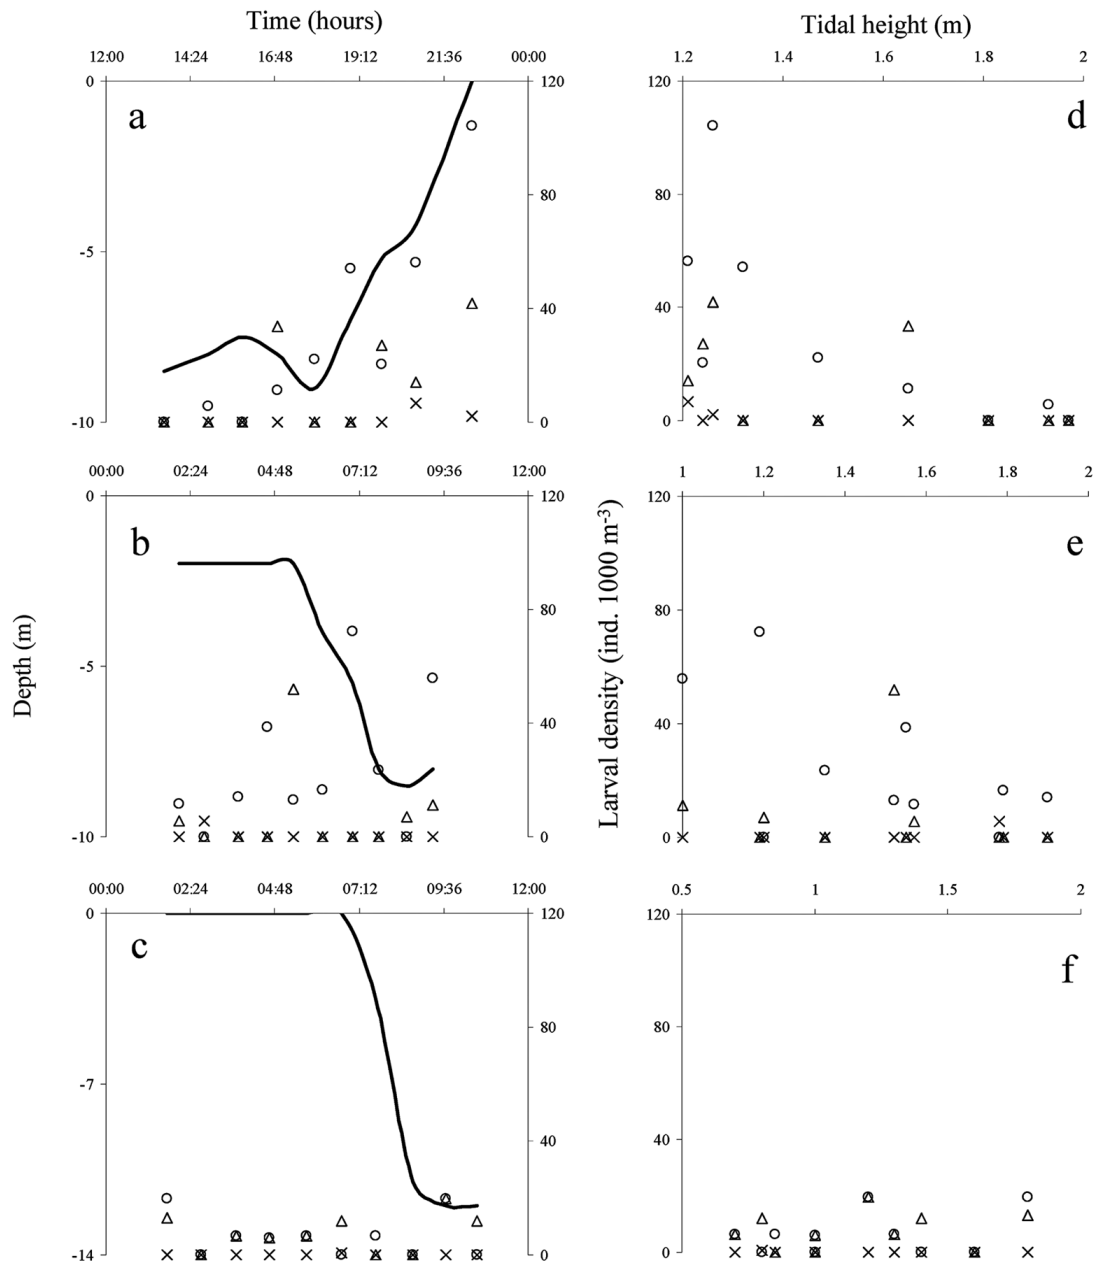 Time (hours)
Tidal height (m)
12:00 14:24 16:48 19:12 21:36 00:00
1.2 1.4 1.6 1.8 2
0 120 120
a d
80 80
-5
40 40
-10 0 0
00:00 02:24 04:48 07:12 09:36 12:00
1 1.2 1.4 1.6 1.8 2
0 120 120
b e
80 80
-5
40 40
-10 0 0
Depth (m)
Larval density (ind. 1000 m-3)
00:00 02:24 04:48 07:12 09:36 12:00
0.5 1 1.5 2
0 120 120
c f
80 80
-7
40 40
-14 0 0